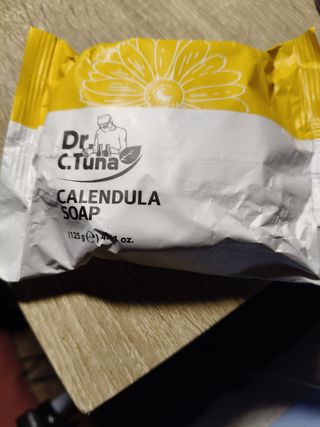 Dr.
C.Tuna
CALENDULA
SOAP
(125 g ℮) oz.